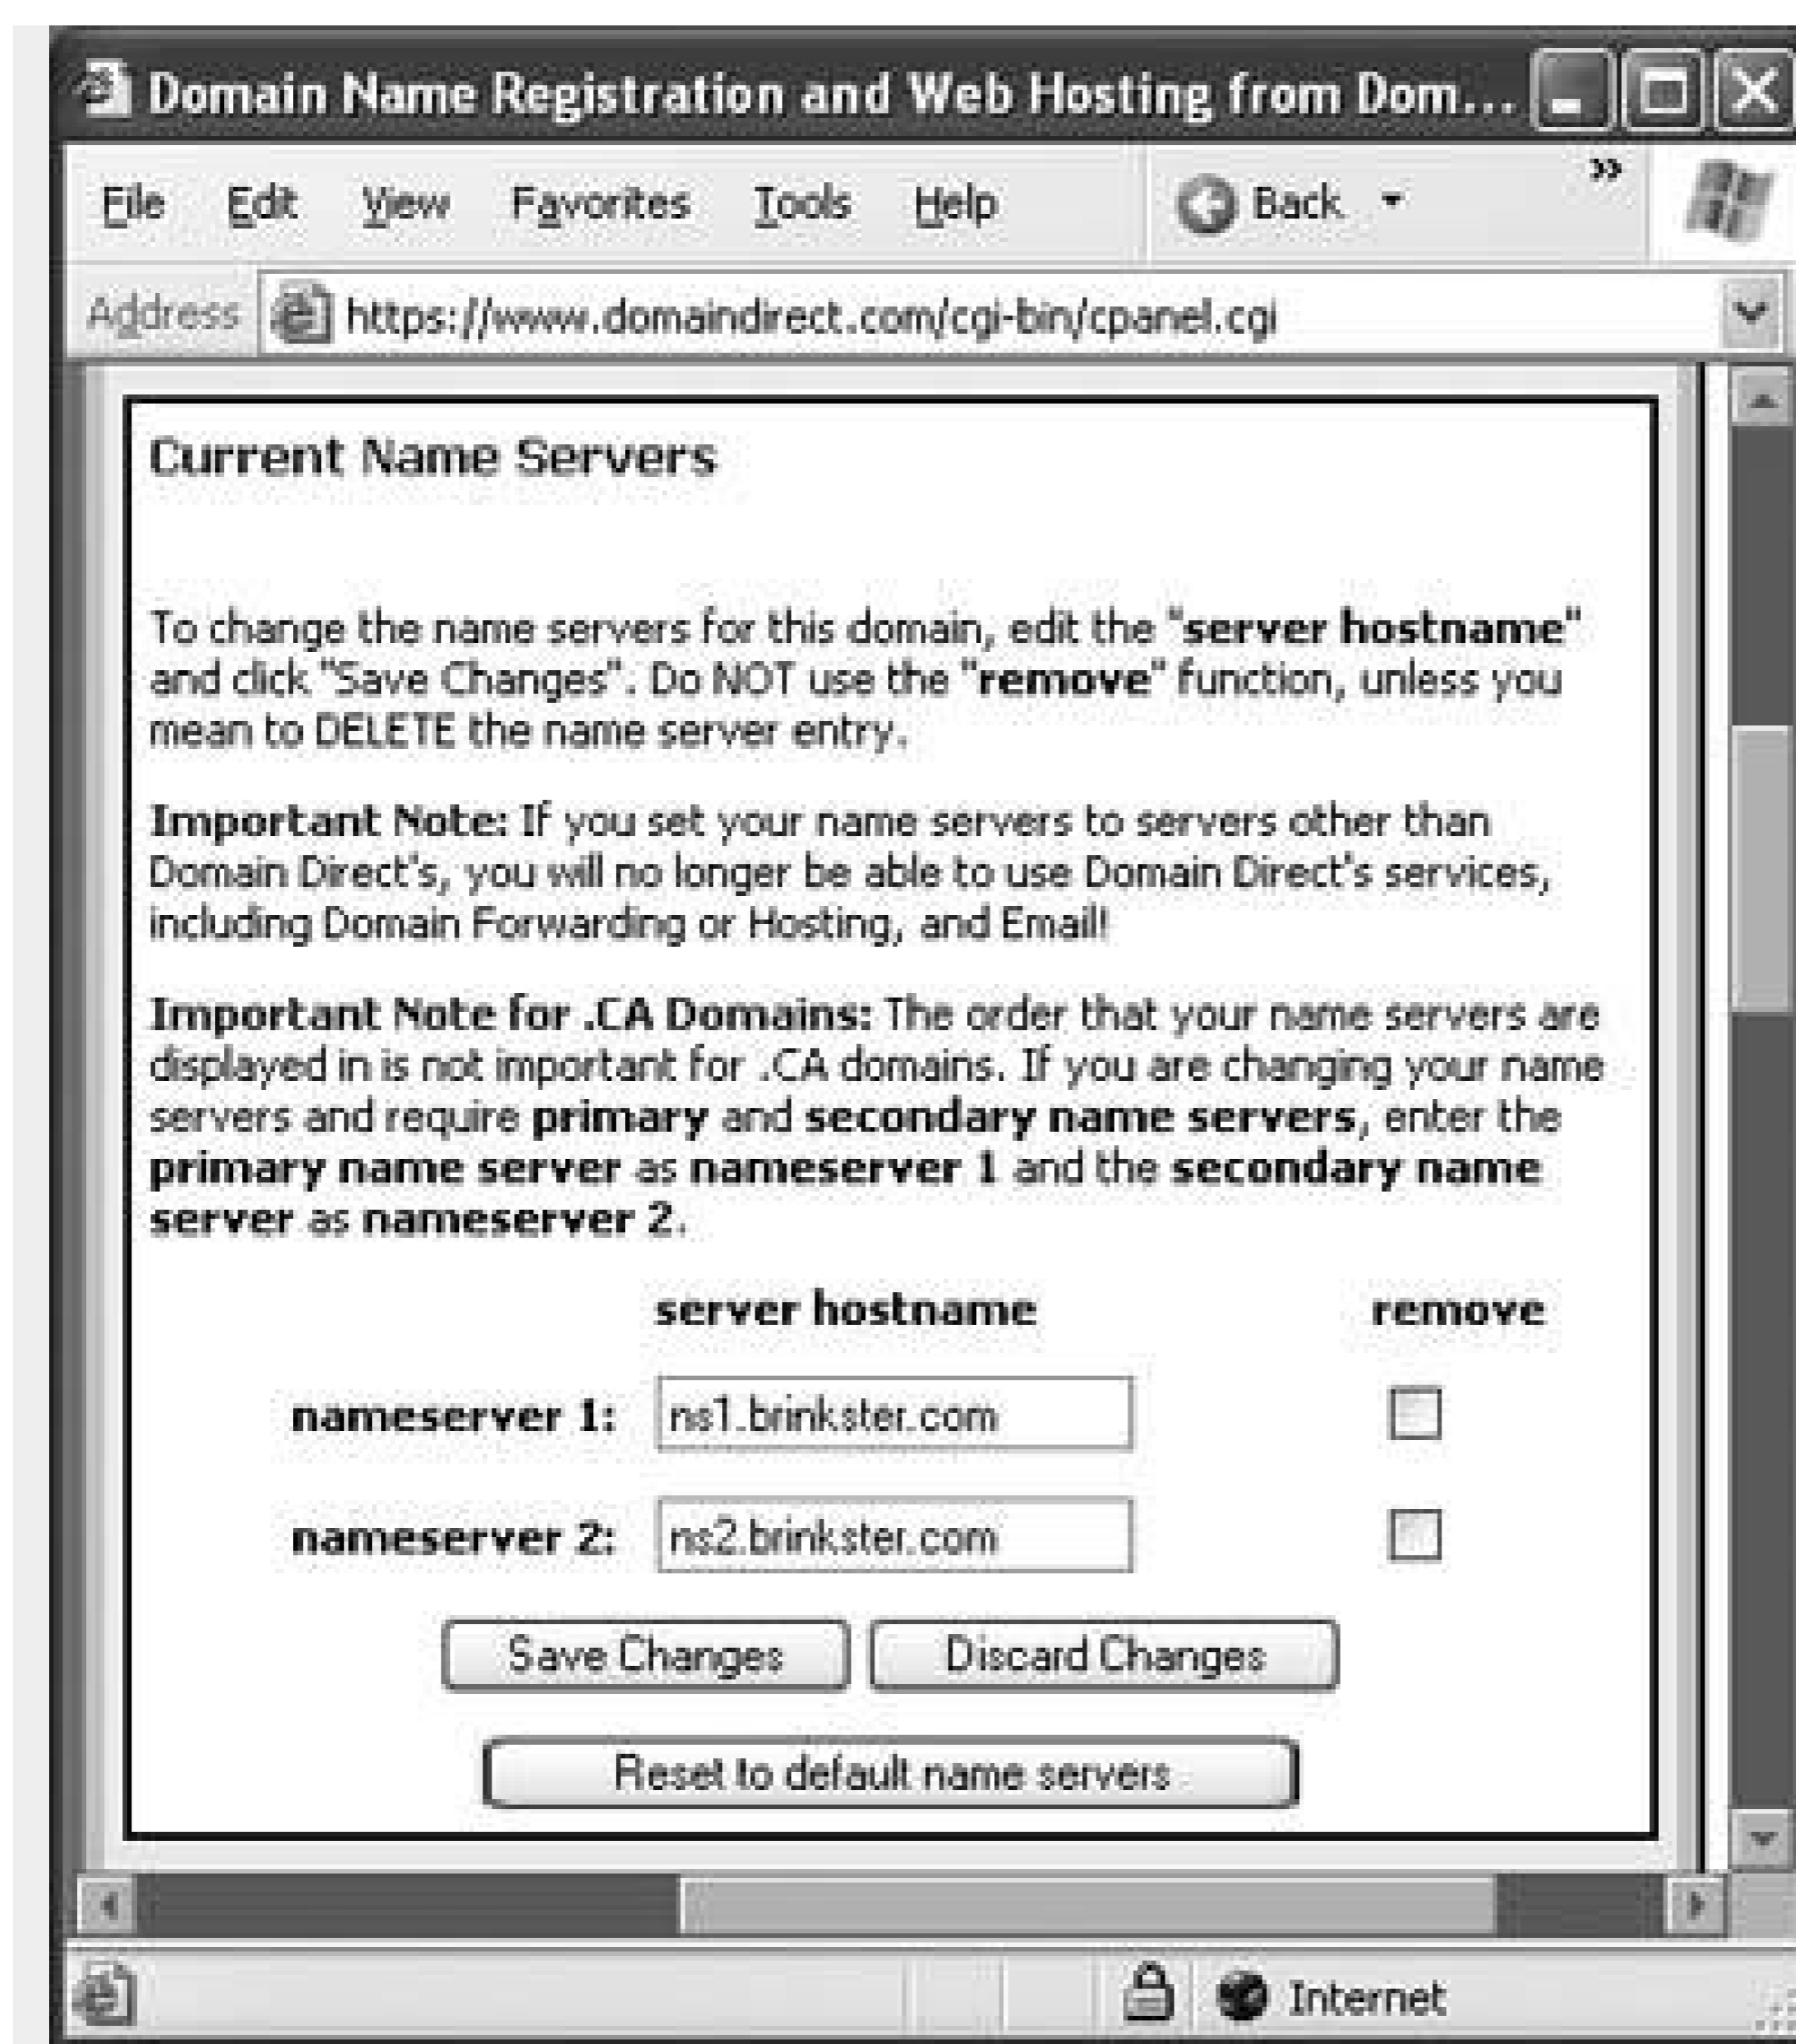 Domain Name Registration and Web Hosting from Dom...
File Edit View Favorites Tools Help Back »
Address https://www.domaindirect.com/cgi-bin/cpanel.cgi
Current Name Servers
To change the name servers for this domain, edit the "server hostname"
and click "Save Changes". Do NOT use the "remove" function, unless you
mean to DELETE the name server entry.
Important Note: If you set your name servers to servers other than
Domain Direct's, you will no longer be able to use Domain Direct's services,
including Domain Forwarding or Hosting, and Email!
Important Note for .CA Domains: The order that your name servers are
displayed in is not important for .CA domains. If you are changing your name
servers and require primary and secondary name servers, enter the
primary name server as nameserver 1 and the secondary name
server as nameserver 2.
server hostname remove
nameserver 1: ns1.brinkster.com
nameserver 2: ns2.brinkster.com
Save Changes Discard Changes
Reset to default name servers
Internet